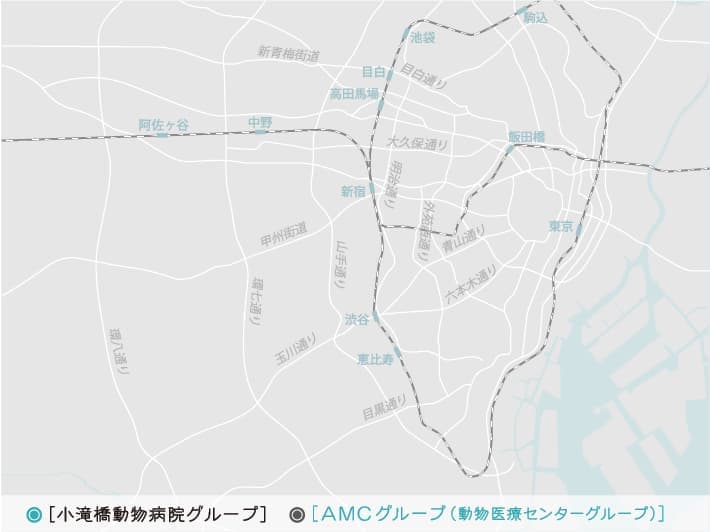 駒込
池袋
新青梅街道
目白
目白通り
高田馬場
阿佐ヶ谷
中野
飯田橋
大久保通り
明治通り
新宿
外苑西通り
東京
甲州街道
山手通り
青山通り
六本木通り
環七通り
渋谷
環八通り
玉川通り
恵比寿
目黒通り
[小滝橋動物病院グループ] [AMCグループ(動物医療センターグループ)]